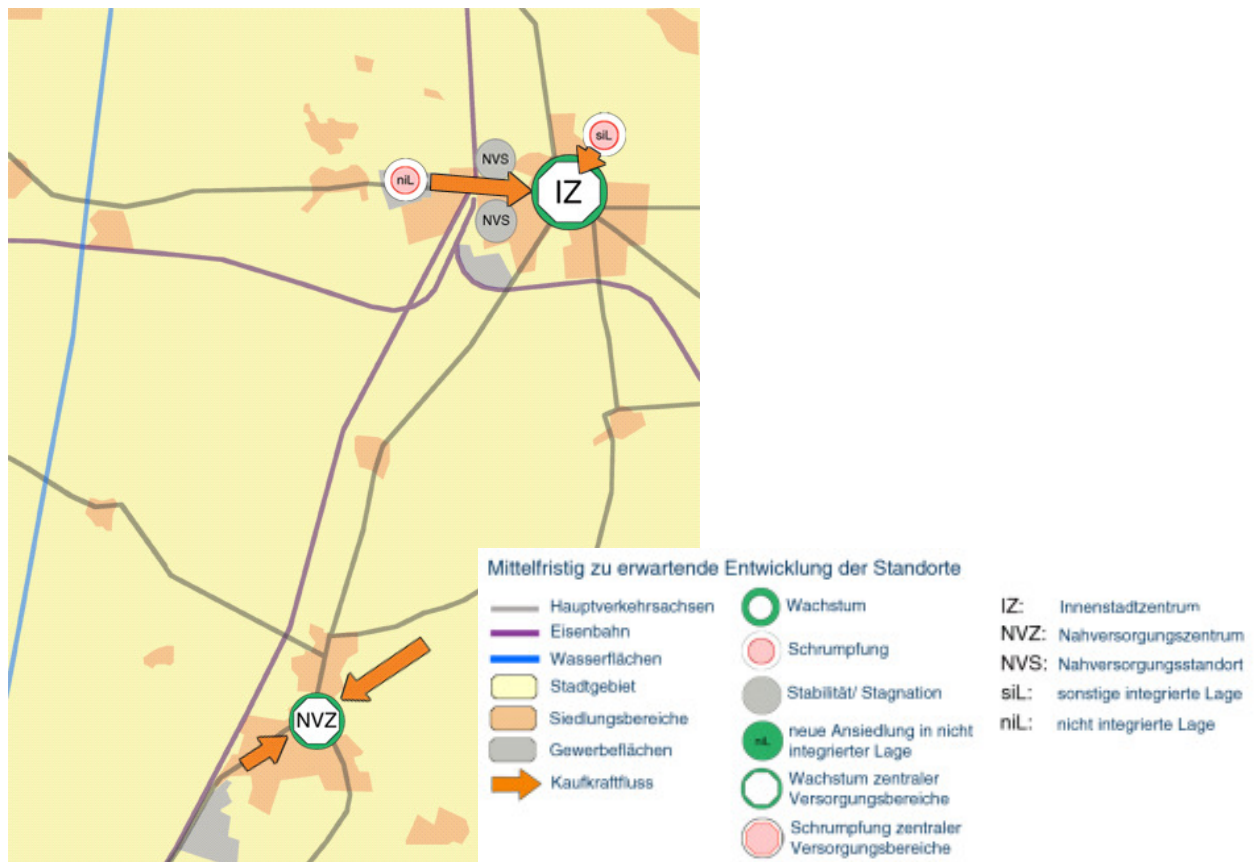 siL
NVS
niL
IZ
NVS
NVZ
Mittelfristig zu erwartende Entwicklung der Standorte
Hauptverkehrsachsen
Eisenbahn
Wasserflächen
Stadtgebiet
Siedlungsbereiche
Gewerbeflächen
Kaufkraftfluss
Wachstum
Schrumpfung
Stabilität/ Stagnation
niL
neue Ansiedlung in nicht
integrierter Lage
Wachstum zentraler
Versorgungsbereiche
Schrumpfung zentraler
Versorgungsbereiche
IZ: Innenstadtzentrum
NVZ: Nahversorgungszentrum
NVS: Nahversorgungsstandort
siL: sonstige integrierte Lage
niL: nicht integrierte Lage